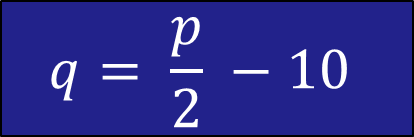 q = p/2 − 10